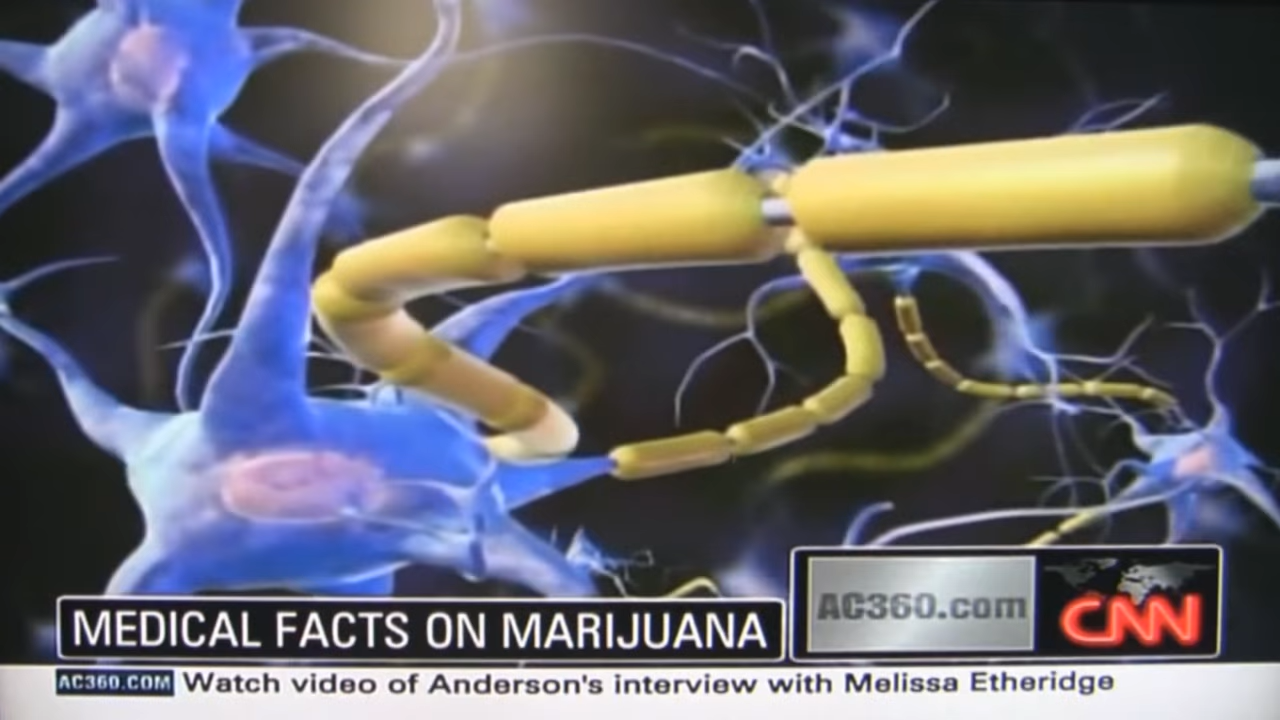 MEDICAL FACTS ON MARIJUANA
AC360.com
CNN
AC360.COM Watch video of Anderson's interview with Melissa Etheridge